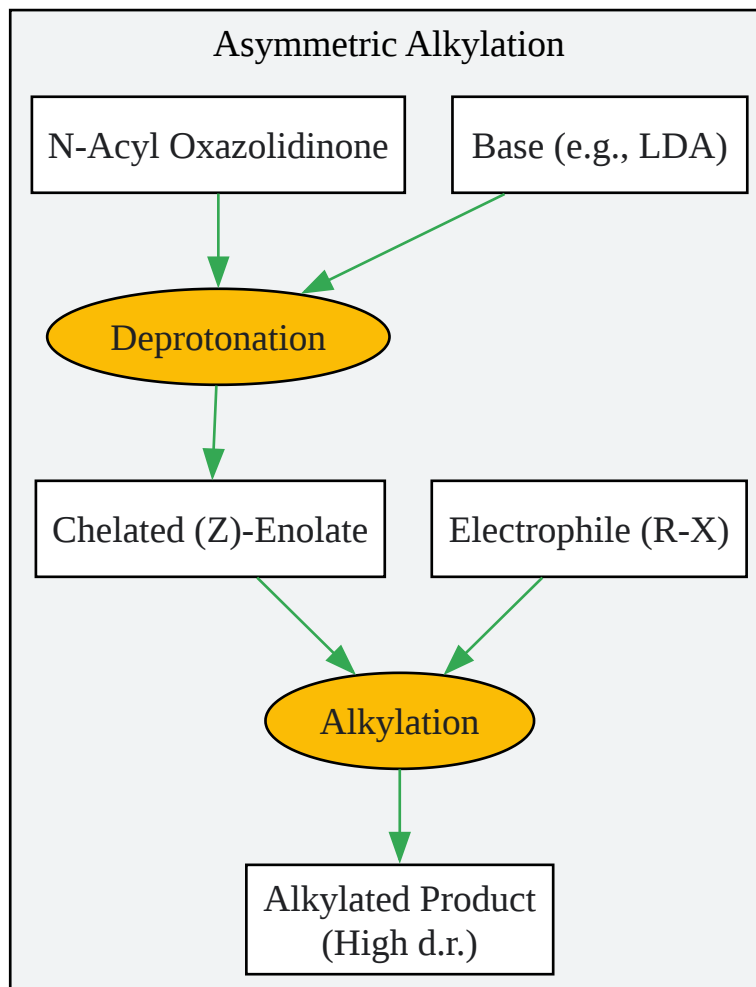 Asymmetric Alkylation
N-Acyl Oxazolidinone
Base (e.g., LDA)
Deprotonation
Chelated (Z)-Enolate
Electrophile (R-X)
Alkylation
Alkylated Product
(High d.r.)